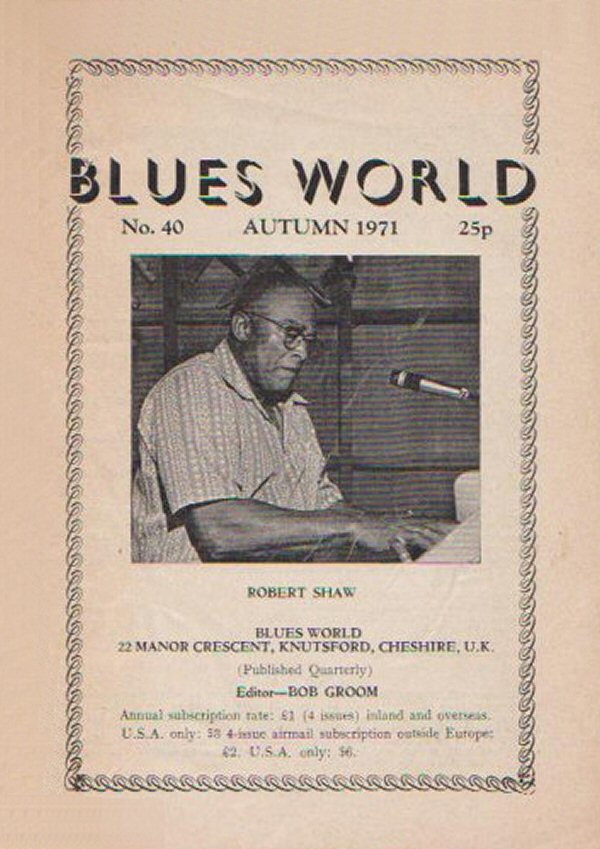 BLUES WORLD
No. 40 AUTUMN 1971 25p
ROBERT SHAW
BLUES WORLD
22 MANOR CRESCENT, KNUTSFORD, CHESHIRE, U.K.
(Published Quarterly)
Editor—BOB GROOM
Annual subscription rate: £1 (4 issues) inland and overseas.
U.S.A. only: $3 4-issue airmail subscription outside Europe:
£2. U.S.A. only: $6.